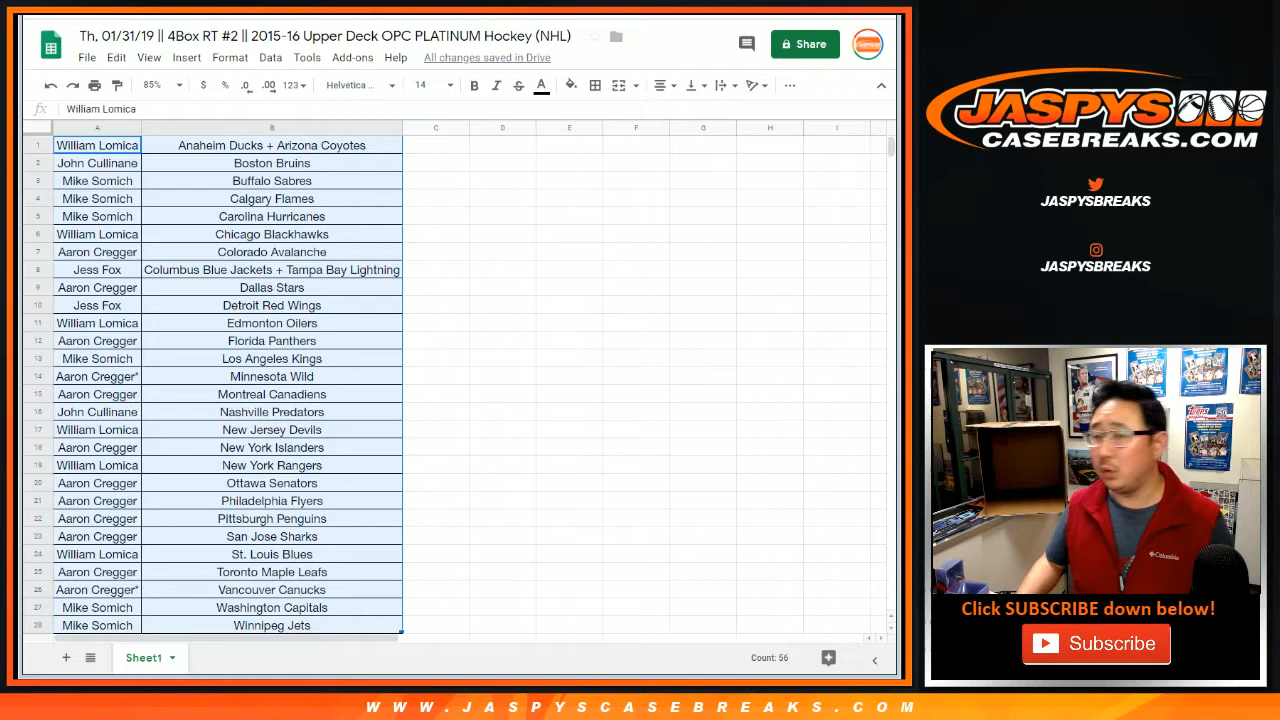 Th, 01/31/19 || 4Box RT #2 || 2015-16 Upper Deck OPC PLATINUM Hockey (NHL)
File Edit View Insert Format Data Tools Add-ons Help All changes saved in Drive
Share
85% $ % .0 .00 123 Helvetica ... 14 B I S A
fx William Lomica
A B C D E F G H I
1 William Lomica Anaheim Ducks + Arizona Coyotes
2 John Cullinane Boston Bruins
3 Mike Somich Buffalo Sabres
4 Mike Somich Calgary Flames
5 Mike Somich Carolina Hurricanes
6 William Lomica Chicago Blackhawks
7 Aaron Cregger Colorado Avalanche
8 Jess Fox Columbus Blue Jackets + Tampa Bay Lightning
9 Aaron Cregger Dallas Stars
10 Jess Fox Detroit Red Wings
11 William Lomica Edmonton Oilers
12 Aaron Cregger Florida Panthers
13 Mike Somich Los Angeles Kings
14 Aaron Cregger* Minnesota Wild
15 Aaron Cregger Montreal Canadiens
16 John Cullinane Nashville Predators
17 William Lomica New Jersey Devils
18 Aaron Cregger New York Islanders
19 William Lomica New York Rangers
20 Aaron Cregger Ottawa Senators
21 Aaron Cregger Philadelphia Flyers
22 Aaron Cregger Pittsburgh Penguins
23 Aaron Cregger San Jose Sharks
24 William Lomica St. Louis Blues
25 Aaron Cregger Toronto Maple Leafs
26 Aaron Cregger* Vancouver Canucks
27 Mike Somich Washington Capitals
28 Mike Somich Winnipeg Jets
Sheet1
Count: 56
JASPYS
CASEBREAKS.COM
JASPYSBREAKS
JASPYSBREAKS
Columbia
Click SUBSCRIBE down below!
Subscribe
WWW.JASPYSCASEBREAKS.COM